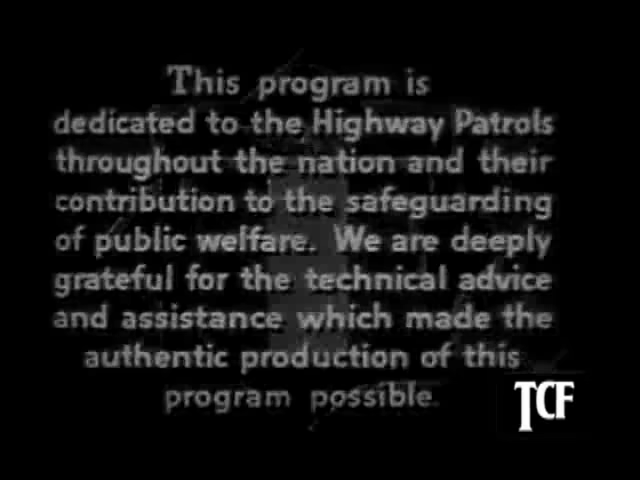 This program is
dedicated to the Highway Patrols
throughout the nation and their
contribution to the safeguarding
of public welfare. We are deeply
grateful for the technical advice
and assistance which made the
authentic production of this
program possible.
TCF